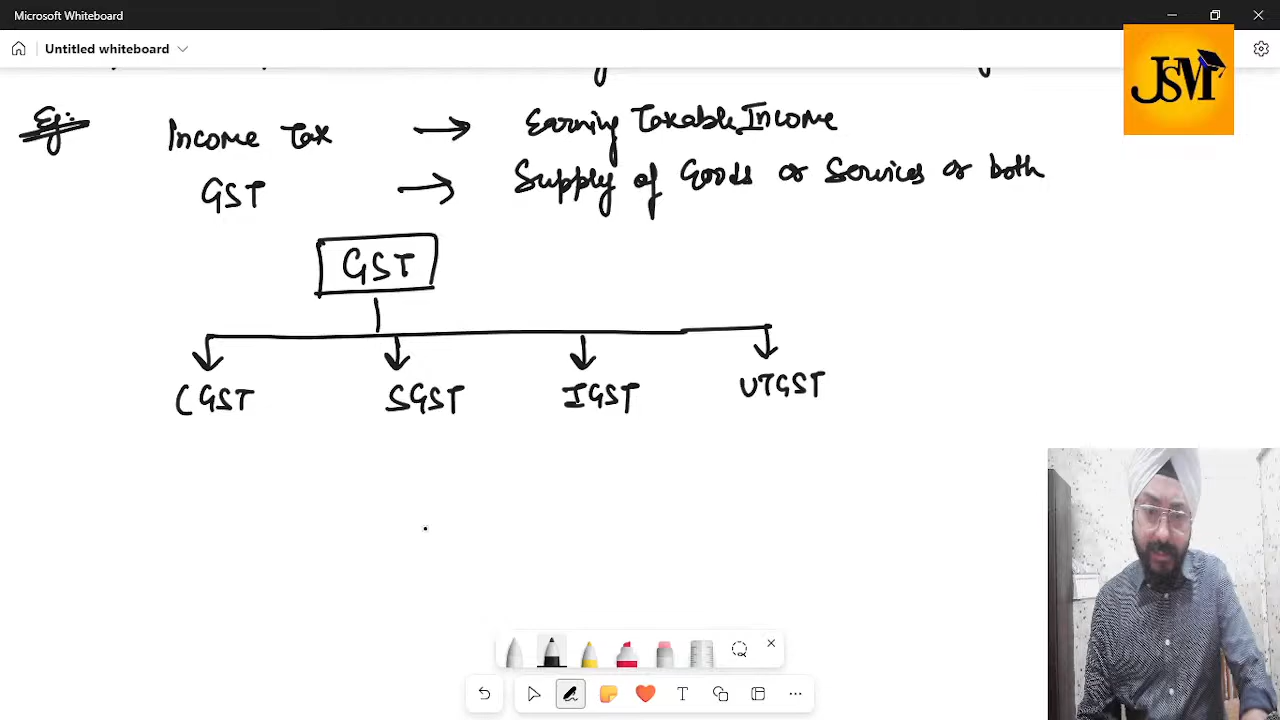 Microsoft Whiteboard
Untitled whiteboard
JSM
Eg:-
Income Tax → Earning Taxable Income
GST → Supply of Goods or Services or both
GST
CGST SGST IGST UTGST
T